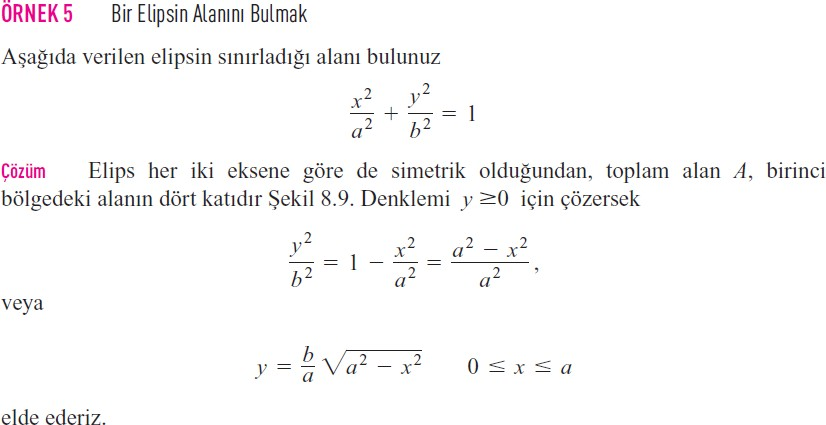 ÖRNEK 5 Bir Elipsin Alanını Bulmak
Aşağıda verilen elipsin sınırladığı alanı bulunuz
x²/a² + y²/b² = 1
Çözüm Elips her iki eksene göre de simetrik olduğundan, toplam alan A, birinci
bölgedeki alanın dört katıdır Şekil 8.9. Denklemi y ≥0 için çözersek
y²/b² = 1 − x²/a² = (a² − x²)/a²,
veya
y = b/a √(a² − x²) 0 ≤ x ≤ a
elde ederiz.